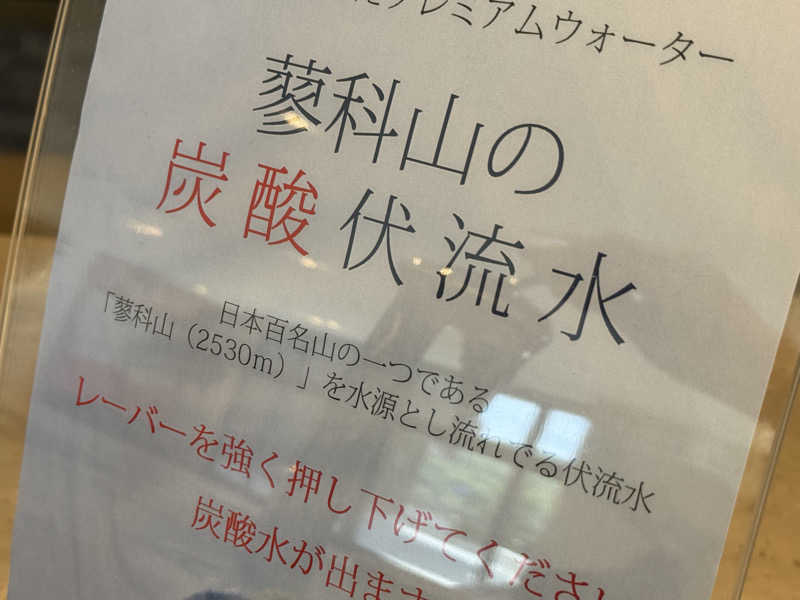 プレミアムウォーター
蓼科山の
炭酸伏流水
日本百名山の一つである
「蓼科山（2530m）」を水源とし流れでる伏流水
レーバーを強く押し下げてください
炭酸水が出ます